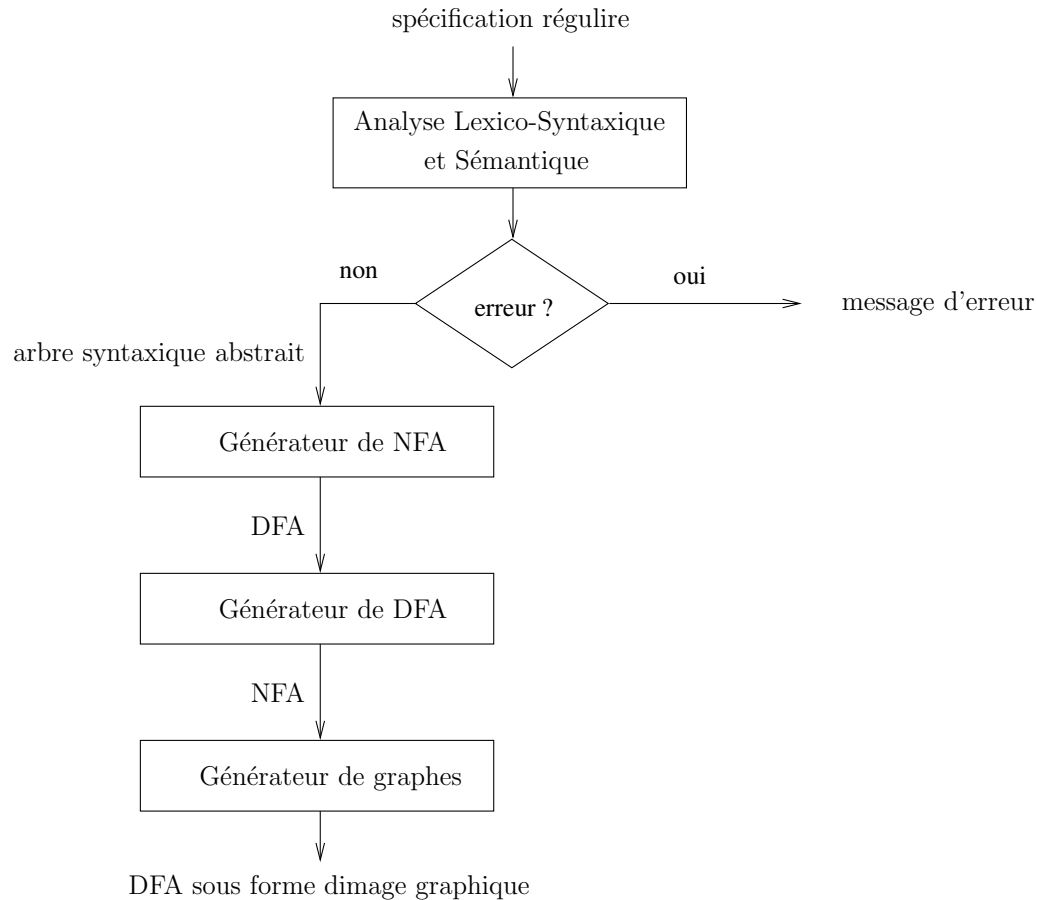 spécification régulire
Analyse Lexico-Syntaxique
et Sémantique
non
oui
erreur ?
message d'erreur
arbre syntaxique abstrait
Générateur de NFA
DFA
Générateur de DFA
NFA
Générateur de graphes
DFA sous forme dimage graphique